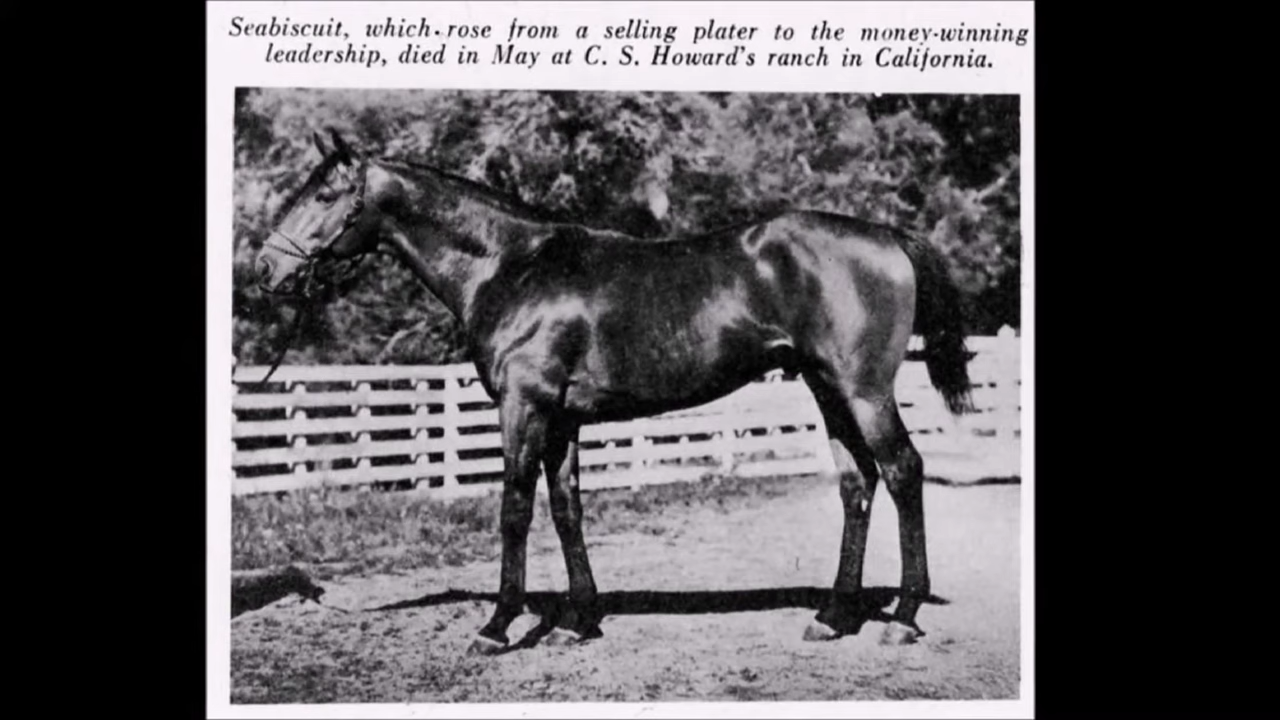 Seabiscuit, which rose from a selling plater to the money-winning
leadership, died in May at C. S. Howard's ranch in California.